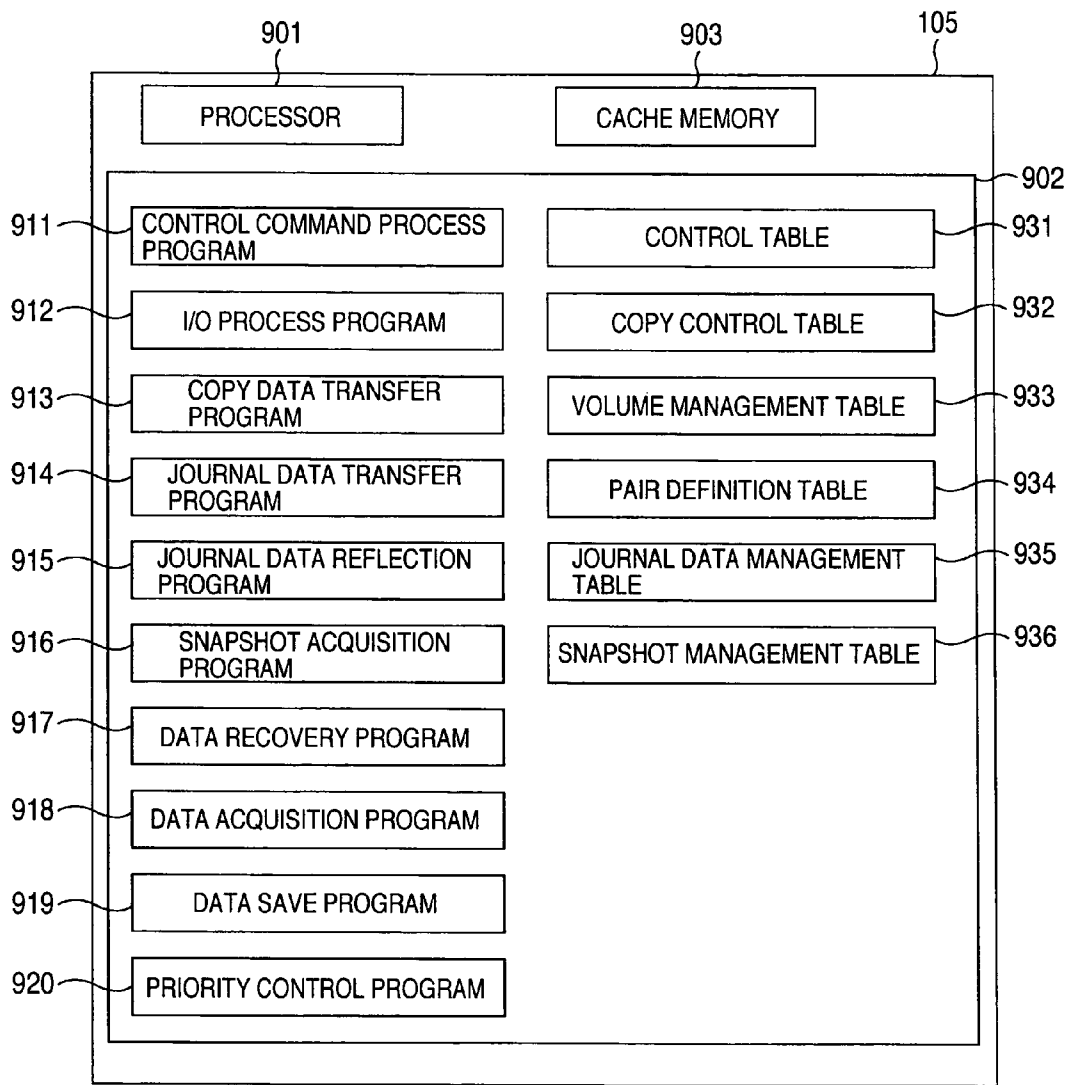 901
903
105
PROCESSOR
CACHE MEMORY
902
911
CONTROL COMMAND PROCESS
PROGRAM
CONTROL TABLE
931
912
I/O PROCESS PROGRAM
COPY CONTROL TABLE
932
913
COPY DATA TRANSFER
PROGRAM
VOLUME MANAGEMENT TABLE
933
914
JOURNAL DATA TRANSFER
PROGRAM
PAIR DEFINITION TABLE
934
915
JOURNAL DATA REFLECTION
PROGRAM
JOURNAL DATA MANAGEMENT
TABLE
935
916
SNAPSHOT ACQUISITION
PROGRAM
SNAPSHOT MANAGEMENT TABLE
936
917
DATA RECOVERY PROGRAM
918
DATA ACQUISITION PROGRAM
919
DATA SAVE PROGRAM
920
PRIORITY CONTROL PROGRAM